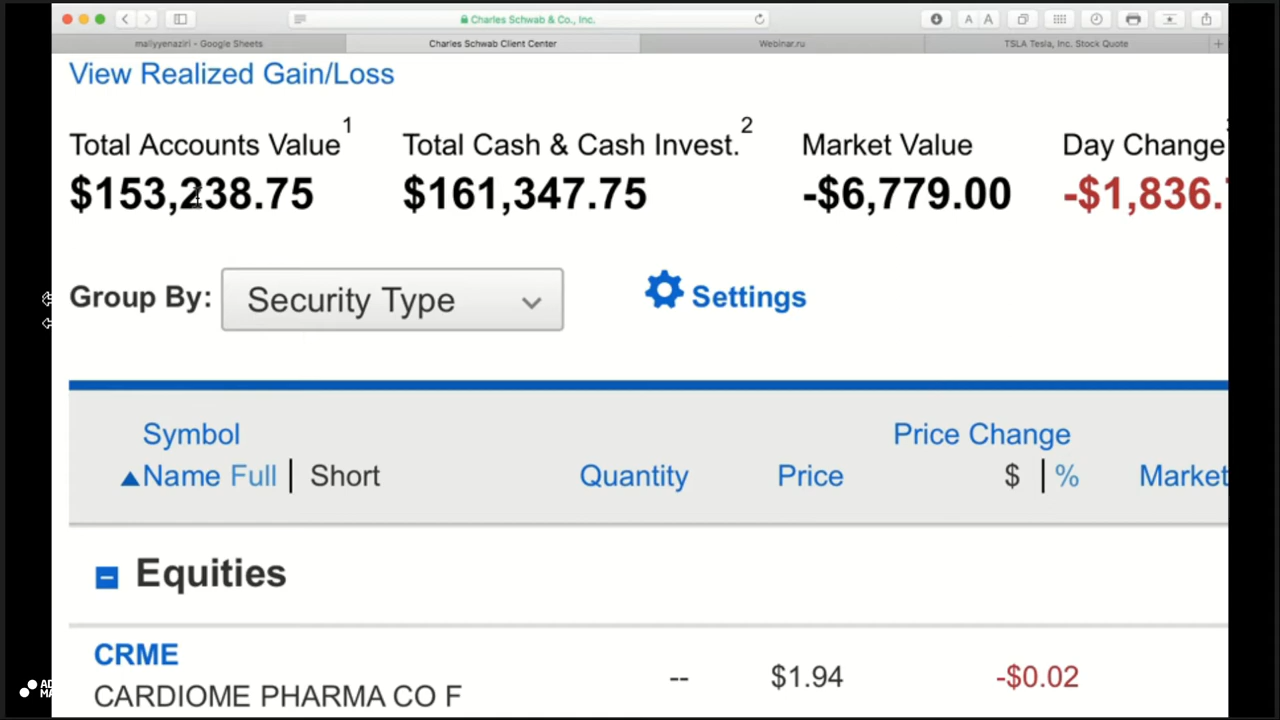 Charles Schwab & Co., Inc.
A A
mailyyenaziri - Google Sheets
Charles Schwab Client Center
Webinar.ru
TSLA Tesla, Inc. Stock Quote
View Realized Gain/Loss
Total Accounts Value 1 Total Cash & Cash Invest. 2 Market Value Day Change
$153,238.75 $161,347.75 -$6,779.00 -$1,836.
Group By: Security Type Settings
Symbol Price Change
Name Full | Short Quantity Price $ | % Market
Equities
CRME -- $1.94 -$0.02
CARDIOME PHARMA CO F